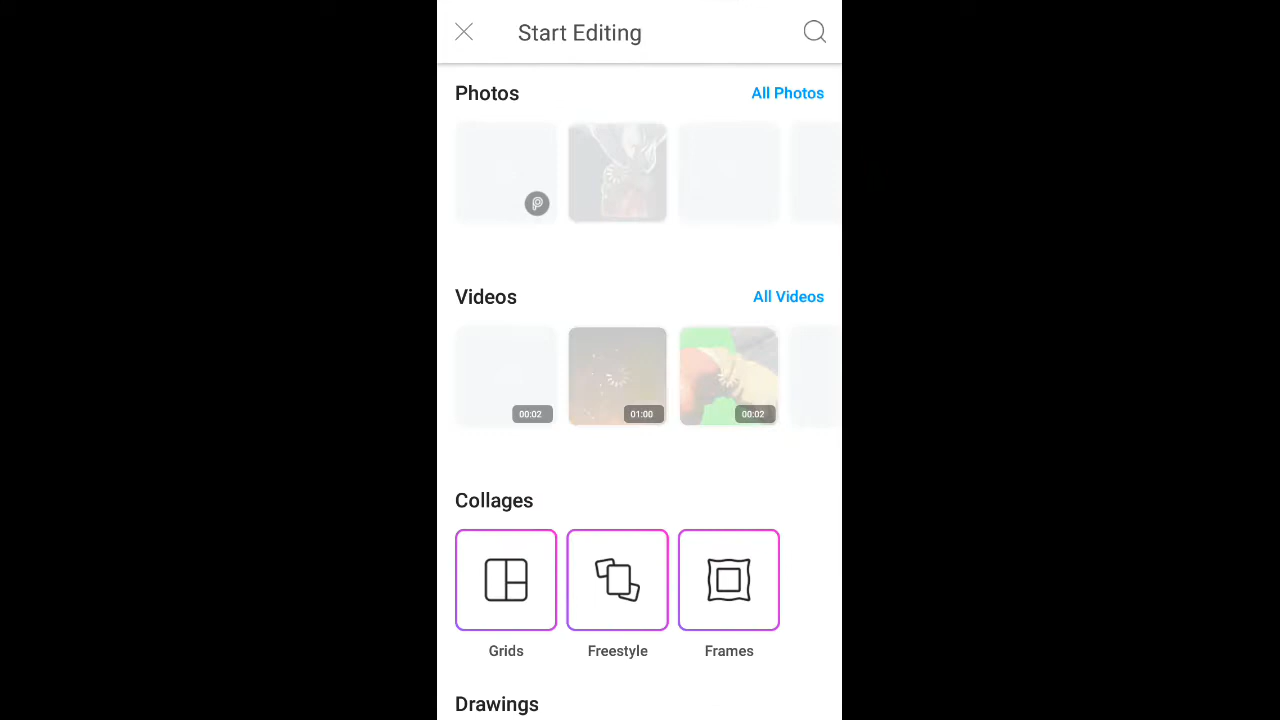 Start Editing
Photos
All Photos
Videos
All Videos
00:02
01:00
00:02
Collages
Grids
Freestyle
Frames
Drawings